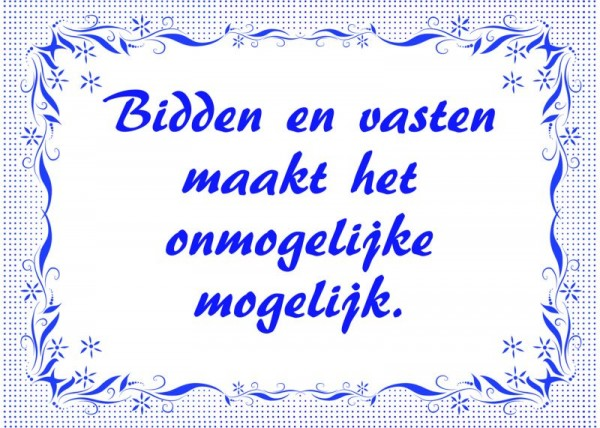 Bidden en vasten
maakt het
onmogelijke
mogelijk.